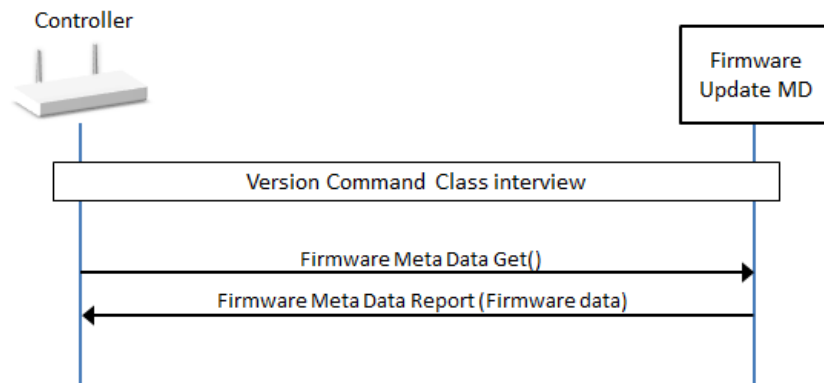 Controller
Firmware
Update MD
Version Command Class interview
Firmware Meta Data Get()
Firmware Meta Data Report (Firmware data)